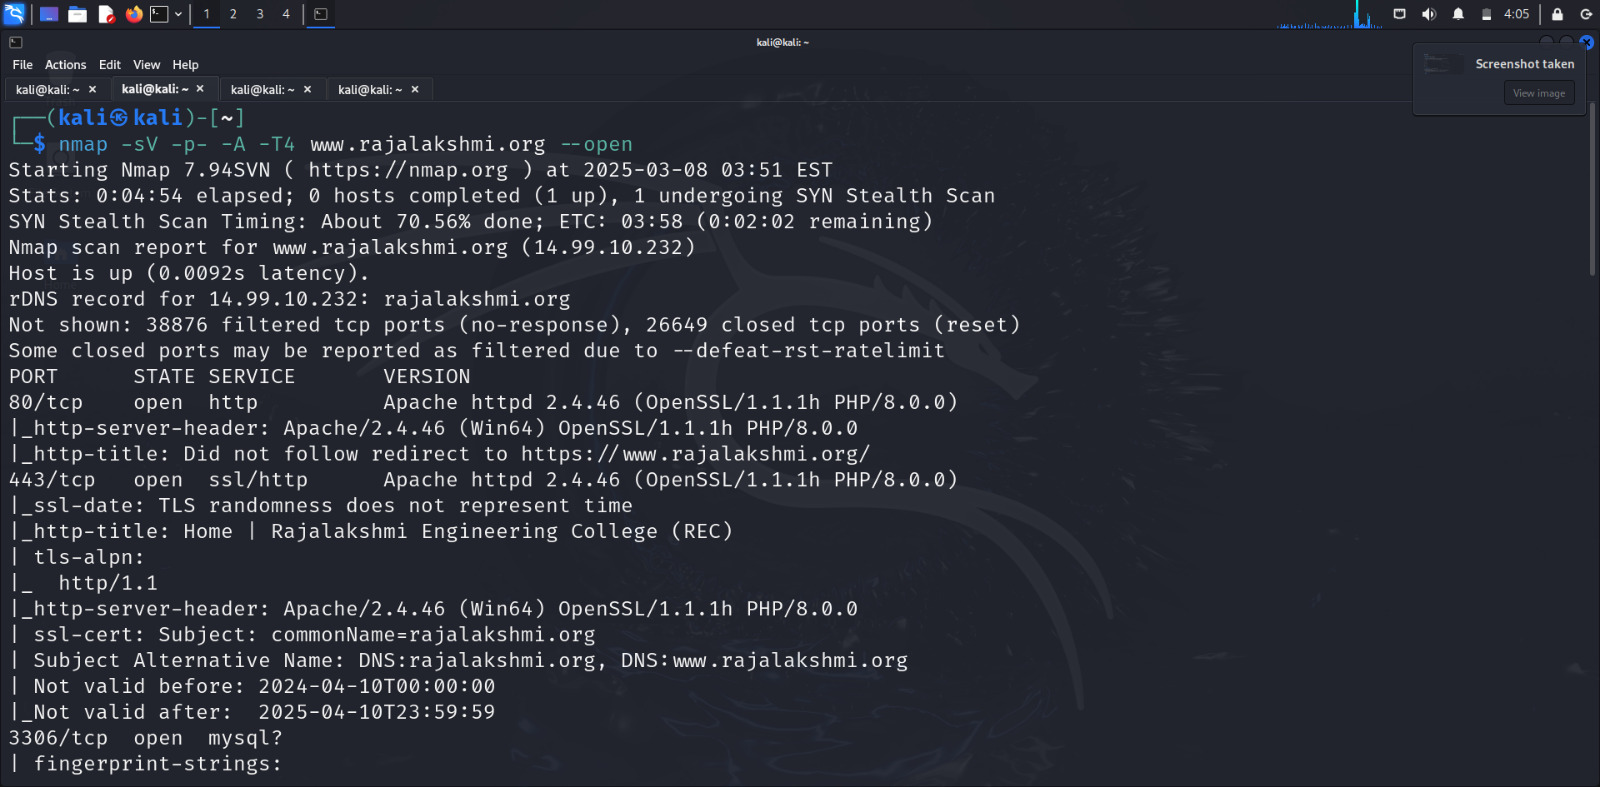 1 2 3 4
4:05
kali@kali: ~
File Actions Edit View Help
Screenshot taken
View image
kali@kali: ~ × kali@kali: ~ × kali@kali: ~ × kali@kali: ~ ×
┌──(kali㉿kali)-[~]
└─$ nmap -sV -p- -A -T4 www.rajalakshmi.org --open
Starting Nmap 7.94SVN ( https://nmap.org ) at 2025-03-08 03:51 EST
Stats: 0:04:54 elapsed; 0 hosts completed (1 up), 1 undergoing SYN Stealth Scan
SYN Stealth Scan Timing: About 70.56% done; ETC: 03:58 (0:02:02 remaining)
Nmap scan report for www.rajalakshmi.org (14.99.10.232)
Host is up (0.0092s latency).
rDNS record for 14.99.10.232: rajalakshmi.org
Not shown: 38876 filtered tcp ports (no-response), 26649 closed tcp ports (reset)
Some closed ports may be reported as filtered due to --defeat-rst-ratelimit
PORT     STATE SERVICE       VERSION
80/tcp   open  http          Apache httpd 2.4.46 (OpenSSL/1.1.1h PHP/8.0.0)
|_http-server-header: Apache/2.4.46 (Win64) OpenSSL/1.1.1h PHP/8.0.0
|_http-title: Did not follow redirect to https://www.rajalakshmi.org/
443/tcp  open  ssl/http      Apache httpd 2.4.46 (OpenSSL/1.1.1h PHP/8.0.0)
|_ssl-date: TLS randomness does not represent time
|_http-title: Home | Rajalakshmi Engineering College (REC)
| tls-alpn:
|_  http/1.1
|_http-server-header: Apache/2.4.46 (Win64) OpenSSL/1.1.1h PHP/8.0.0
| ssl-cert: Subject: commonName=rajalakshmi.org
| Subject Alternative Name: DNS:rajalakshmi.org, DNS:www.rajalakshmi.org
| Not valid before: 2024-04-10T00:00:00
|_Not valid after:  2025-04-10T23:59:59
3306/tcp open  mysql?
| fingerprint-strings: